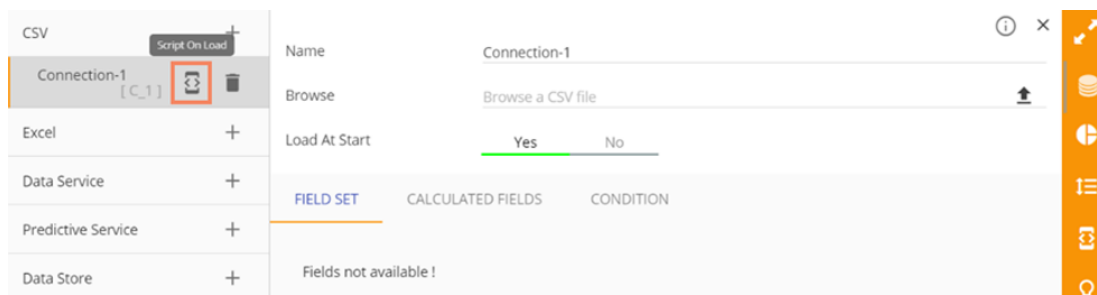 CSV
Script On Load
Connection-1
[ C_1 ]
Excel
Data Service
Predictive Service
Data Store
Name
Connection-1
Browse
Browse a CSV file
Load At Start
Yes
No
FIELD SET
CALCULATED FIELDS
CONDITION
Fields not available !